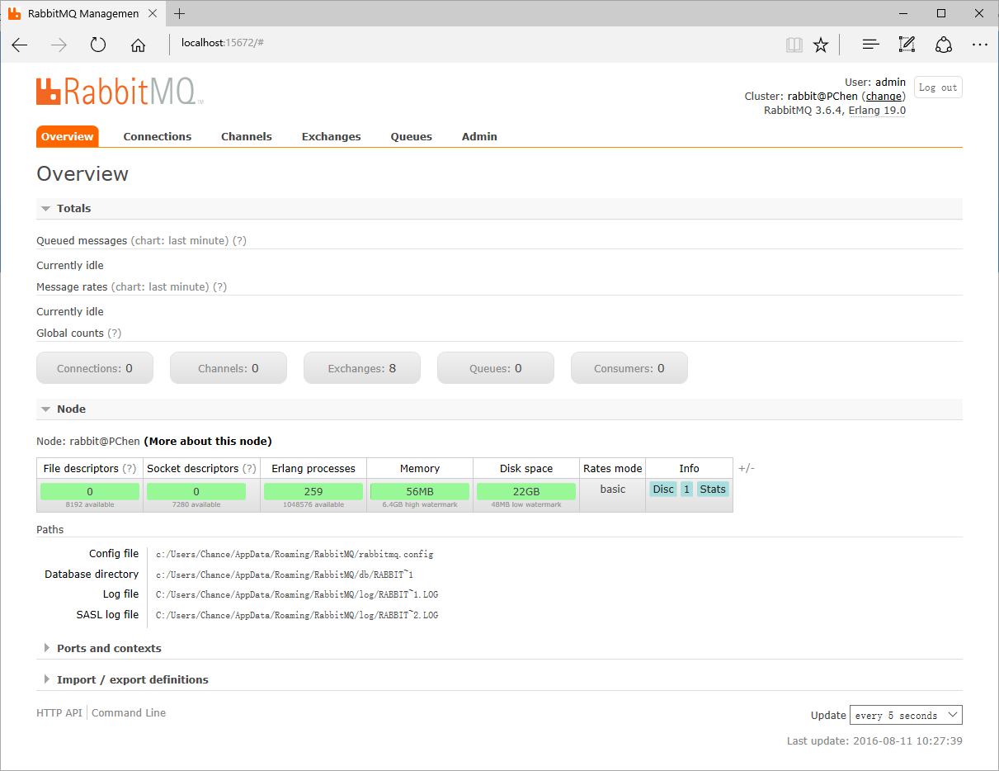 RabbitMQ Managemen
localhost:15672/#
RabbitMQ™
User: admin
Log out
Cluster: rabbit@PChen (change)
RabbitMQ 3.6.4, Erlang 19.0
Overview Connections Channels Exchanges Queues Admin
Overview
Totals
Queued messages (chart: last minute) (?)
Currently idle
Message rates (chart: last minute) (?)
Currently idle
Global counts (?)
Connections: 0 Channels: 0 Exchanges: 8 Queues: 0 Consumers: 0
Node
Node: rabbit@PChen (More about this node)
File descriptors (?) Socket descriptors (?) Erlang processes Memory Disk space Rates mode Info +/-
0 0 259 56MB 22GB basic Disc 1 Stats
8192 available 7280 available 1048576 available 6.4GB high watermark 48MB low watermark
Paths
Config file c:/Users/Chance/AppData/Roaming/RabbitMQ/rabbitmq.config
Database directory c:/Users/Chance/AppData/Roaming/RabbitMQ/db/RABBIT~1
Log file C:/Users/Chance/AppData/Roaming/RabbitMQ/log/RABBIT~1.LOG
SASL log file C:/Users/Chance/AppData/Roaming/RabbitMQ/log/RABBIT~2.LOG
Ports and contexts
Import / export definitions
HTTP API Command Line
Update every 5 seconds
Last update: 2016-08-11 10:27:39